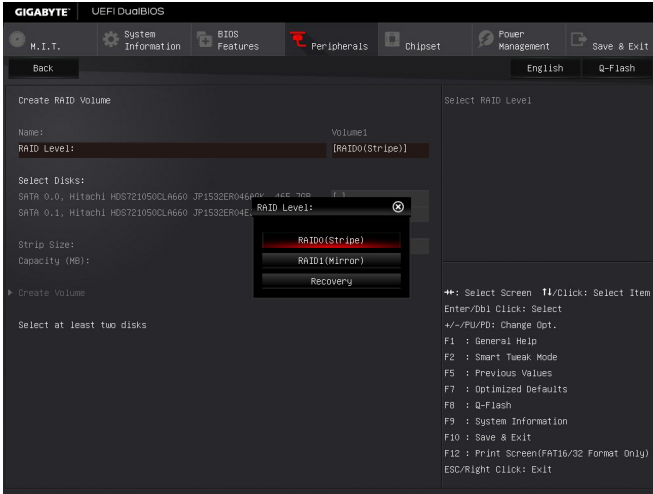 GIGABYTE™ UEFI DualBIOS
M.I.T. System Information BIOS Features Peripherals Chipset Power Management Save & Exit
Back English Q-Flash
Create RAID Volume Select RAID Level
Name: Volume1
RAID Level: [RAID0(Stripe)]
Select Disks:
SATA 0.0, Hitachi HDS721050CLA660 JP1532ER046AGK, 465.7GB [ ]
SATA 0.1, Hitachi HDS721050CLA660
RAID Level:
RAID0(Stripe)
RAID1(Mirror)
Recovery
Strip Size:
Capacity (MB):
Create Volume
Select at least two disks
: Select Screen ↑↓/Click: Select Item
Enter/Dbl Click: Select
+/-/PU/PD: Change Opt.
F1 : General Help
F2 : Smart Tweak Mode
F5 : Previous Values
F7 : Optimized Defaults
F8 : Q-Flash
F9 : System Information
F10 : Save & Exit
F12 : Print Screen(FAT16/32 Format Only)
ESC/Right Click: Exit